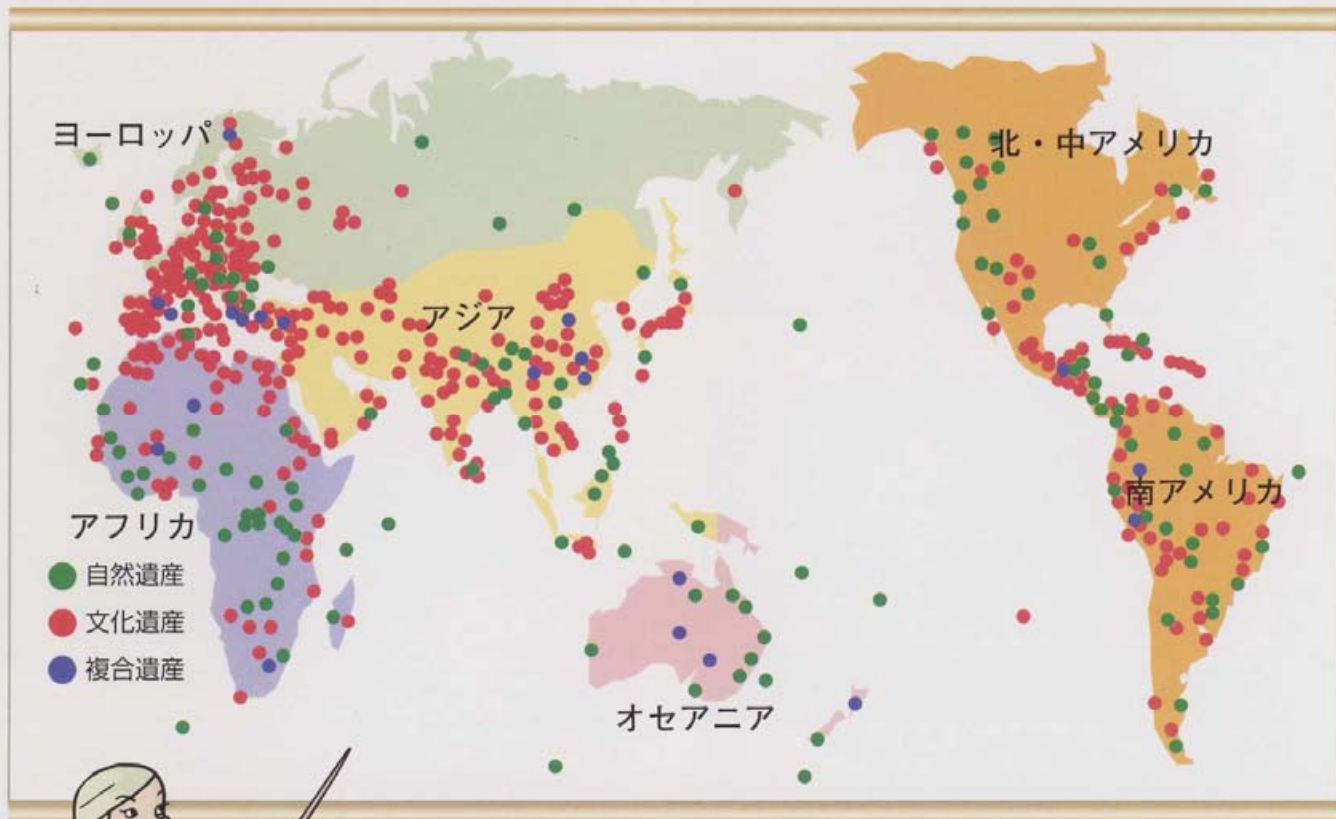 ヨーロッパ
北・中アメリカ
アジア
南アメリカ
アフリカ
自然遺産
文化遺産
複合遺産
オセアニア